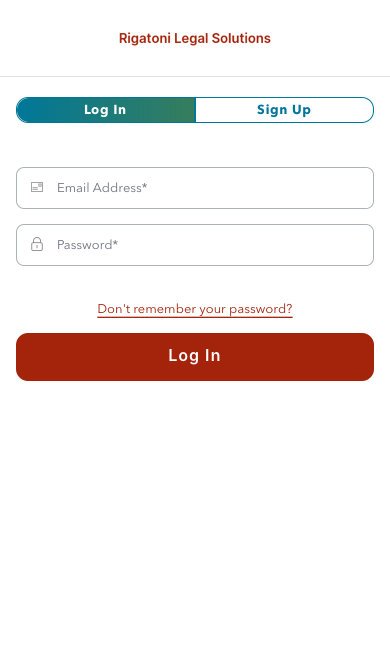 Rigatoni Legal Solutions
Log In
Sign Up
Email Address*
Password*
Don't remember your password?
Log In